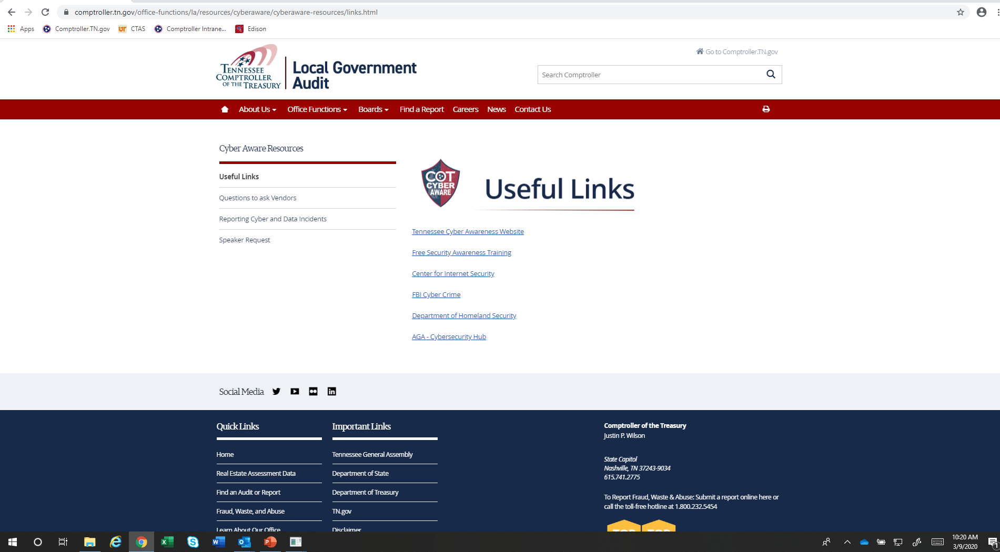 comptroller.tn.gov/office-functions/la/resources/cyberaware/cyberaware-resources/links.html
Apps Comptroller.TN.gov CTAS Comptroller Intrane... Edison
Go to Comptroller.TN.gov
TENNESSEE
COMPTROLLER
OF THE TREASURY
Local Government
Audit
Search Comptroller
About Us Office Functions Boards Find a Report Careers News Contact Us
Cyber Aware Resources
Useful Links
Questions to ask Vendors
Reporting Cyber and Data Incidents
Speaker Request
COT
CYBER
AWARE
Useful Links
Tennessee Cyber Awareness Website
Free Security Awareness Training
Center for Internet Security
FBI Cyber Crime
Department of Homeland Security
AGA - Cybersecurity Hub
Social Media
Quick Links
Home
Real Estate Assessment Data
Find an Audit or Report
Fraud, Waste, and Abuse
Learn About Our Office
Important Links
Tennessee General Assembly
Department of State
Department of Treasury
TN.gov
Disclaimer
Comptroller of the Treasury
Justin P. Wilson
State Capitol
Nashville, TN 37243-9034
615.741.2775
To Report Fraud, Waste & Abuse: Submit a report online here or
call the toll-free hotline at 1.800.232.5454
TOP TOP
10:20 AM
3/9/2020
1